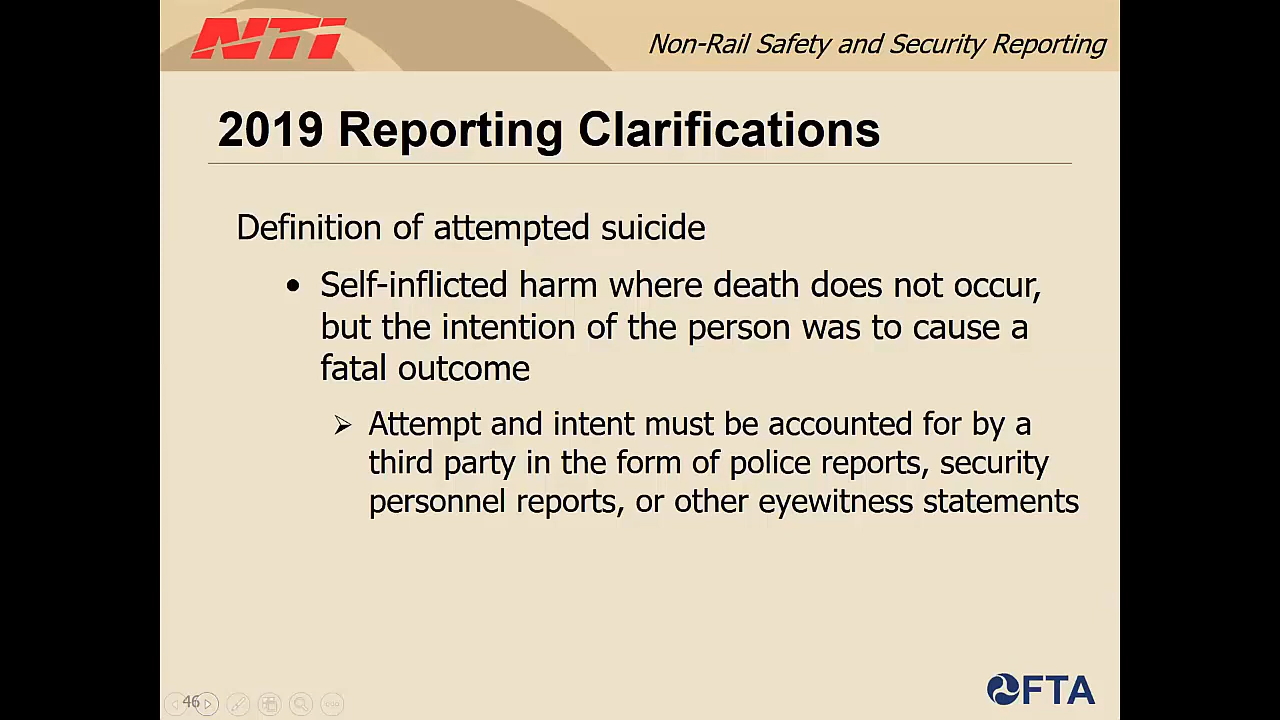 NTI
Non-Rail Safety and Security Reporting
2019 Reporting Clarifications
Definition of attempted suicide
• Self-inflicted harm where death does not occur,
but the intention of the person was to cause a
fatal outcome
➢ Attempt and intent must be accounted for by a
third party in the form of police reports, security
personnel reports, or other eyewitness statements
46
FTA